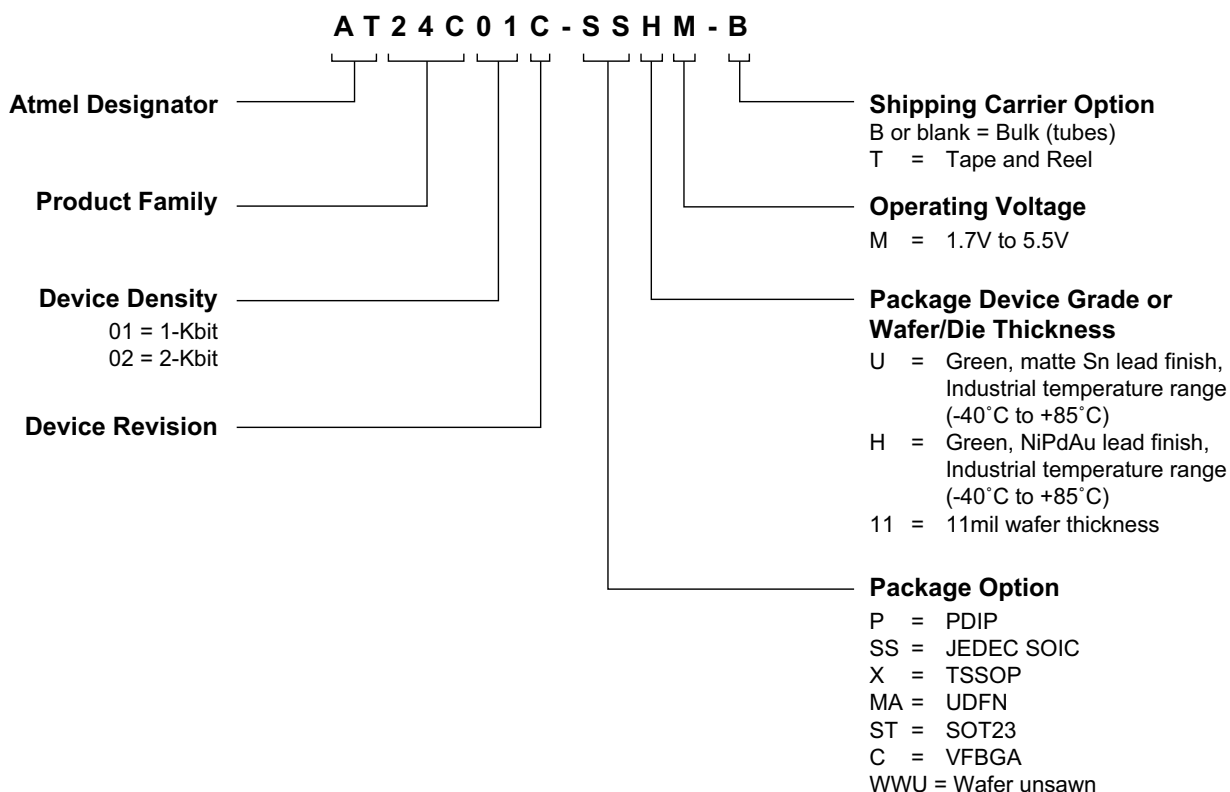 AT24C01C-SSHM-B
Atmel Designator
Product Family
Device Density
01 = 1-Kbit
02 = 2-Kbit
Device Revision
Shipping Carrier Option
B or blank = Bulk (tubes)
T = Tape and Reel
Operating Voltage
M = 1.7V to 5.5V
Package Device Grade or
Wafer/Die Thickness
U = Green, matte Sn lead finish,
Industrial temperature range
(-40˚C to +85˚C)
H = Green, NiPdAu lead finish,
Industrial temperature range
(-40˚C to +85˚C)
11 = 11mil wafer thickness
Package Option
P = PDIP
SS = JEDEC SOIC
X = TSSOP
MA = UDFN
ST = SOT23
C = VFBGA
WWU = Wafer unsawn